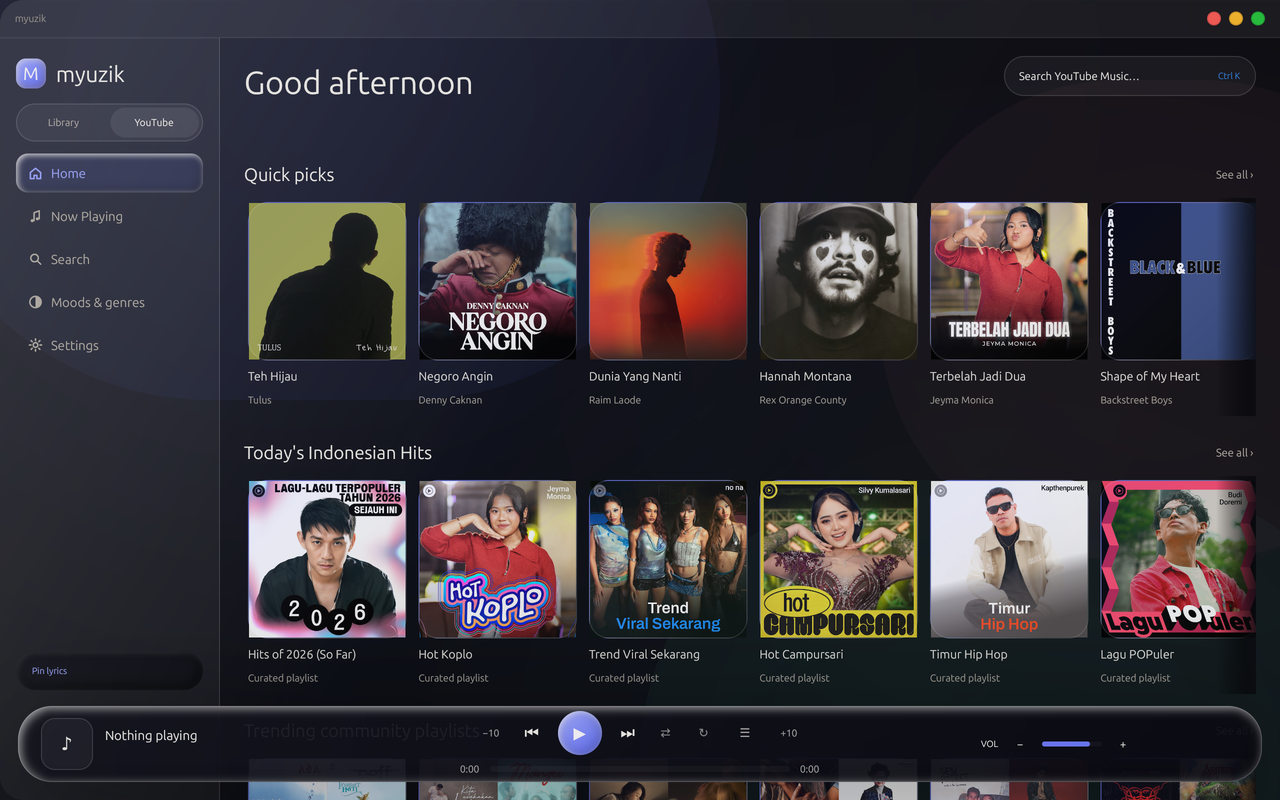 myuzik
M myuzik
Library YouTube
Home
Now Playing
Search
Moods & genres
Settings
Pin lyrics
Good afternoon
Search YouTube Music… Ctrl K
Quick picks See all ›
TULUS Teh Hijau
DENNY CAKNAN
NEGORO
ANGIN
TERBELAH JADI DUA
JEYMA MONICA
BACKSTREET BOYS
BLACK & BLUE
Teh Hijau
Tulus
Negoro Angin
Denny Caknan
Dunia Yang Nanti
Raim Laode
Hannah Montana
Rex Orange County
Terbelah Jadi Dua
Jeyma Monica
Shape of My Heart
Backstreet Boys
Today's Indonesian Hits See all ›
LAGU-LAGU TERPOPULER
TAHUN 2026
SEJAUH INI
2026
Jeyma
Monica
HOT
KOPLO
no na
Trend
Viral Sekarang
Silvy Kumalasari
hot
CAMPURSARI
Kapthenpurek
Timur
Hip Hop
Budi
Doremi
Lagu POPuler
Hits of 2026 (So Far)
Curated playlist
Hot Koplo
Curated playlist
Trend Viral Sekarang
Curated playlist
Hot Campursari
Curated playlist
Timur Hip Hop
Curated playlist
Lagu POPuler
Curated playlist
Trending community playlists
Nothing playing
−10 +10
0:00 0:00
VOL − +